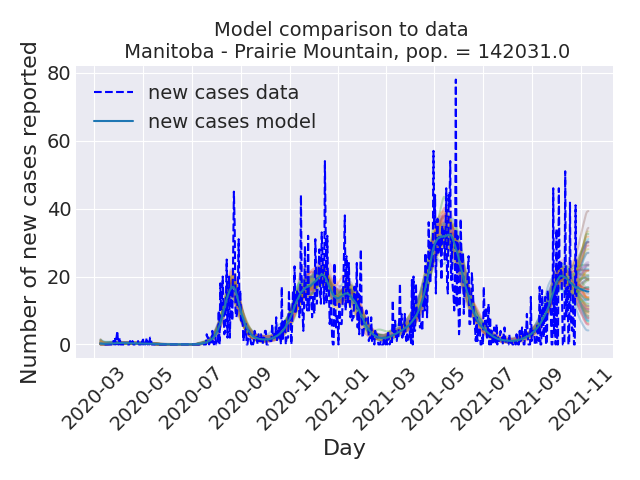 Model comparison to data
Manitoba - Prairie Mountain, pop. = 142031.0
Number of new cases reported
80
60
40
20
0
new cases data
new cases model
2020-03
2020-05
2020-07
2020-09
2020-11
2021-01
2021-03
2021-05
2021-07
2021-09
2021-11
Day